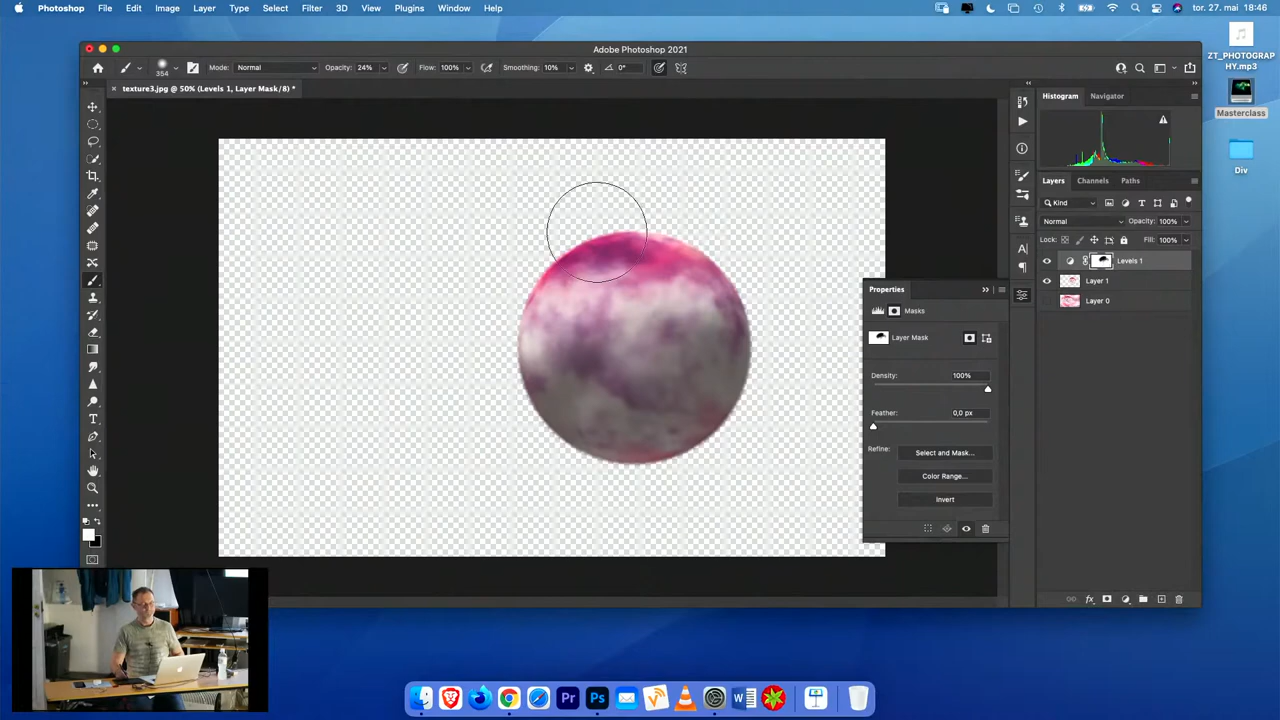 Photoshop File Edit Image Layer Type Select Filter 3D View Plugins Window Help tor. 27. mai 18:46
Adobe Photoshop 2021
354 Mode: Normal Opacity: 24% Flow: 100% Smoothing: 10% 0°
texture3.jpg @ 50% (Levels 1, Layer Mask/8) *
ZT_PHOTOGRAP
HY.mp3
Masterclass
Div
Histogram Navigator
Layers Channels Paths
Kind
Normal Opacity: 100%
Lock: Fill: 100%
Levels 1
Layer 1
Layer 0
Properties
Masks
Layer Mask
Density: 100%
Feather: 0,0 px
Refine: Select and Mask...
Color Range...
Invert